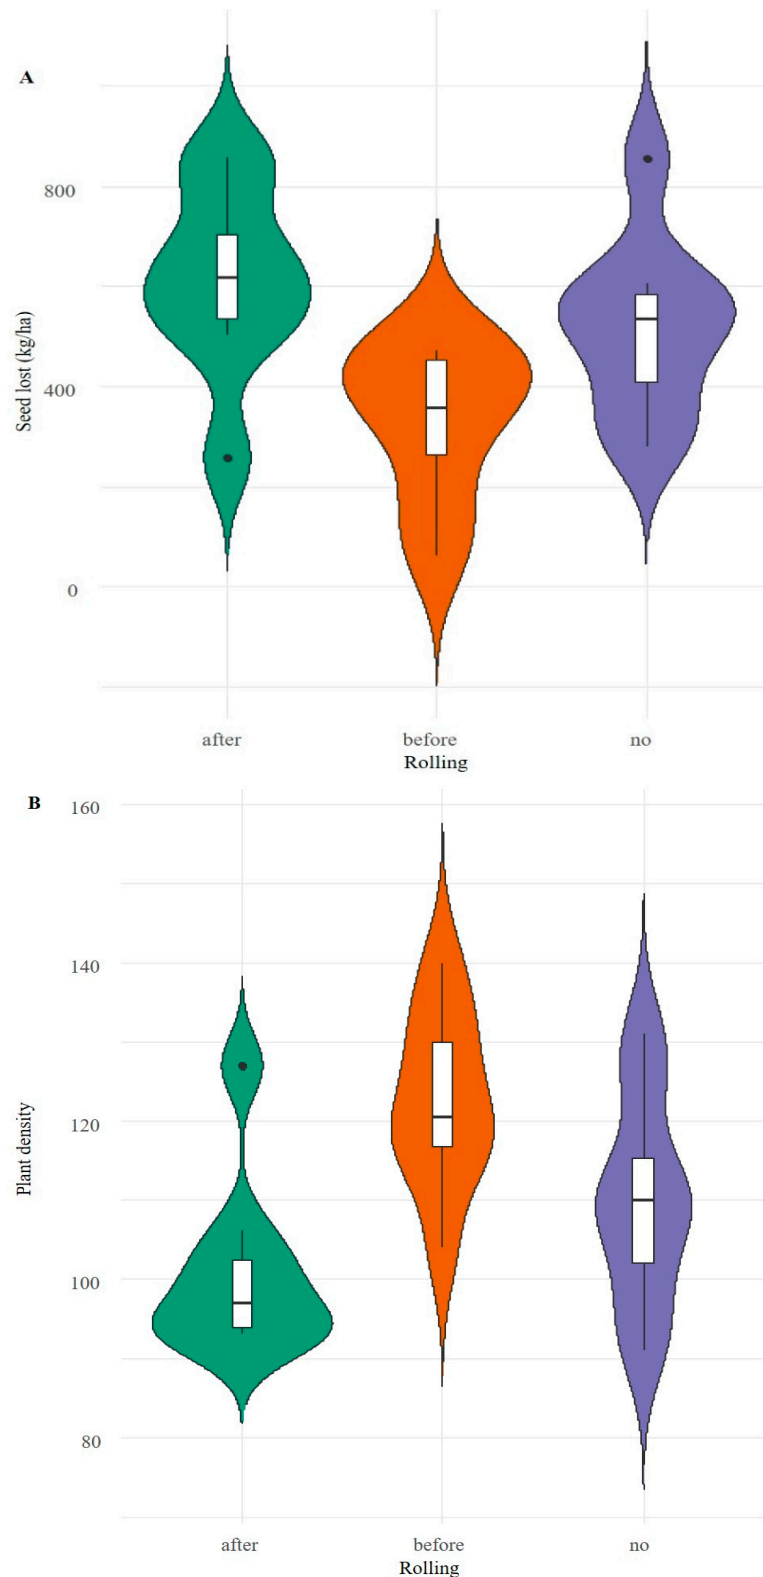 A
800
400
0
Seed lost (kg/ha)
after before no
Rolling
B
160
140
120
100
80
Plant density
after before no
Rolling